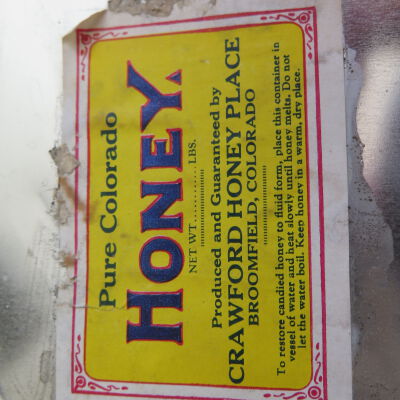 Pure Colorado
HONEY
NET WT............LBS.
Produced and Guaranteed by
CRAWFORD HONEY PLACE
BROOMFIELD, COLORADO
To restore candied honey to fluid form, place this container in
vessel of water and heat slowly until honey melts. Do not
let the water boil. Keep honey in a warm, dry place.